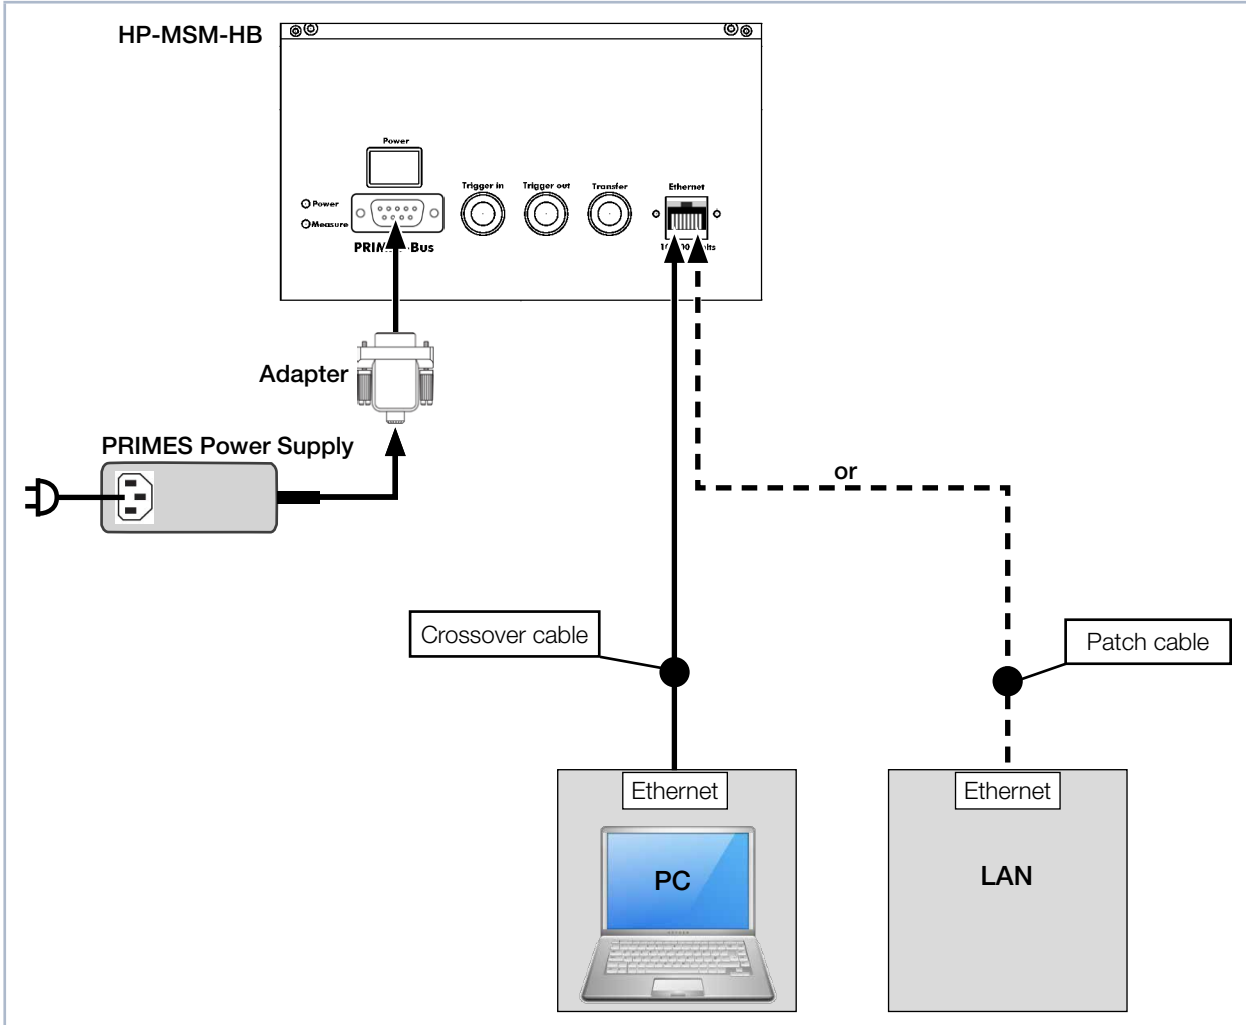 HP-MSM-HB
Power
Trigger in
Trigger out
Transfer
Ethernet
Power
Measure
Bus
Adapter
PRIMES Power Supply
or
Crossover cable
Patch cable
Ethernet
Ethernet
PC
LAN